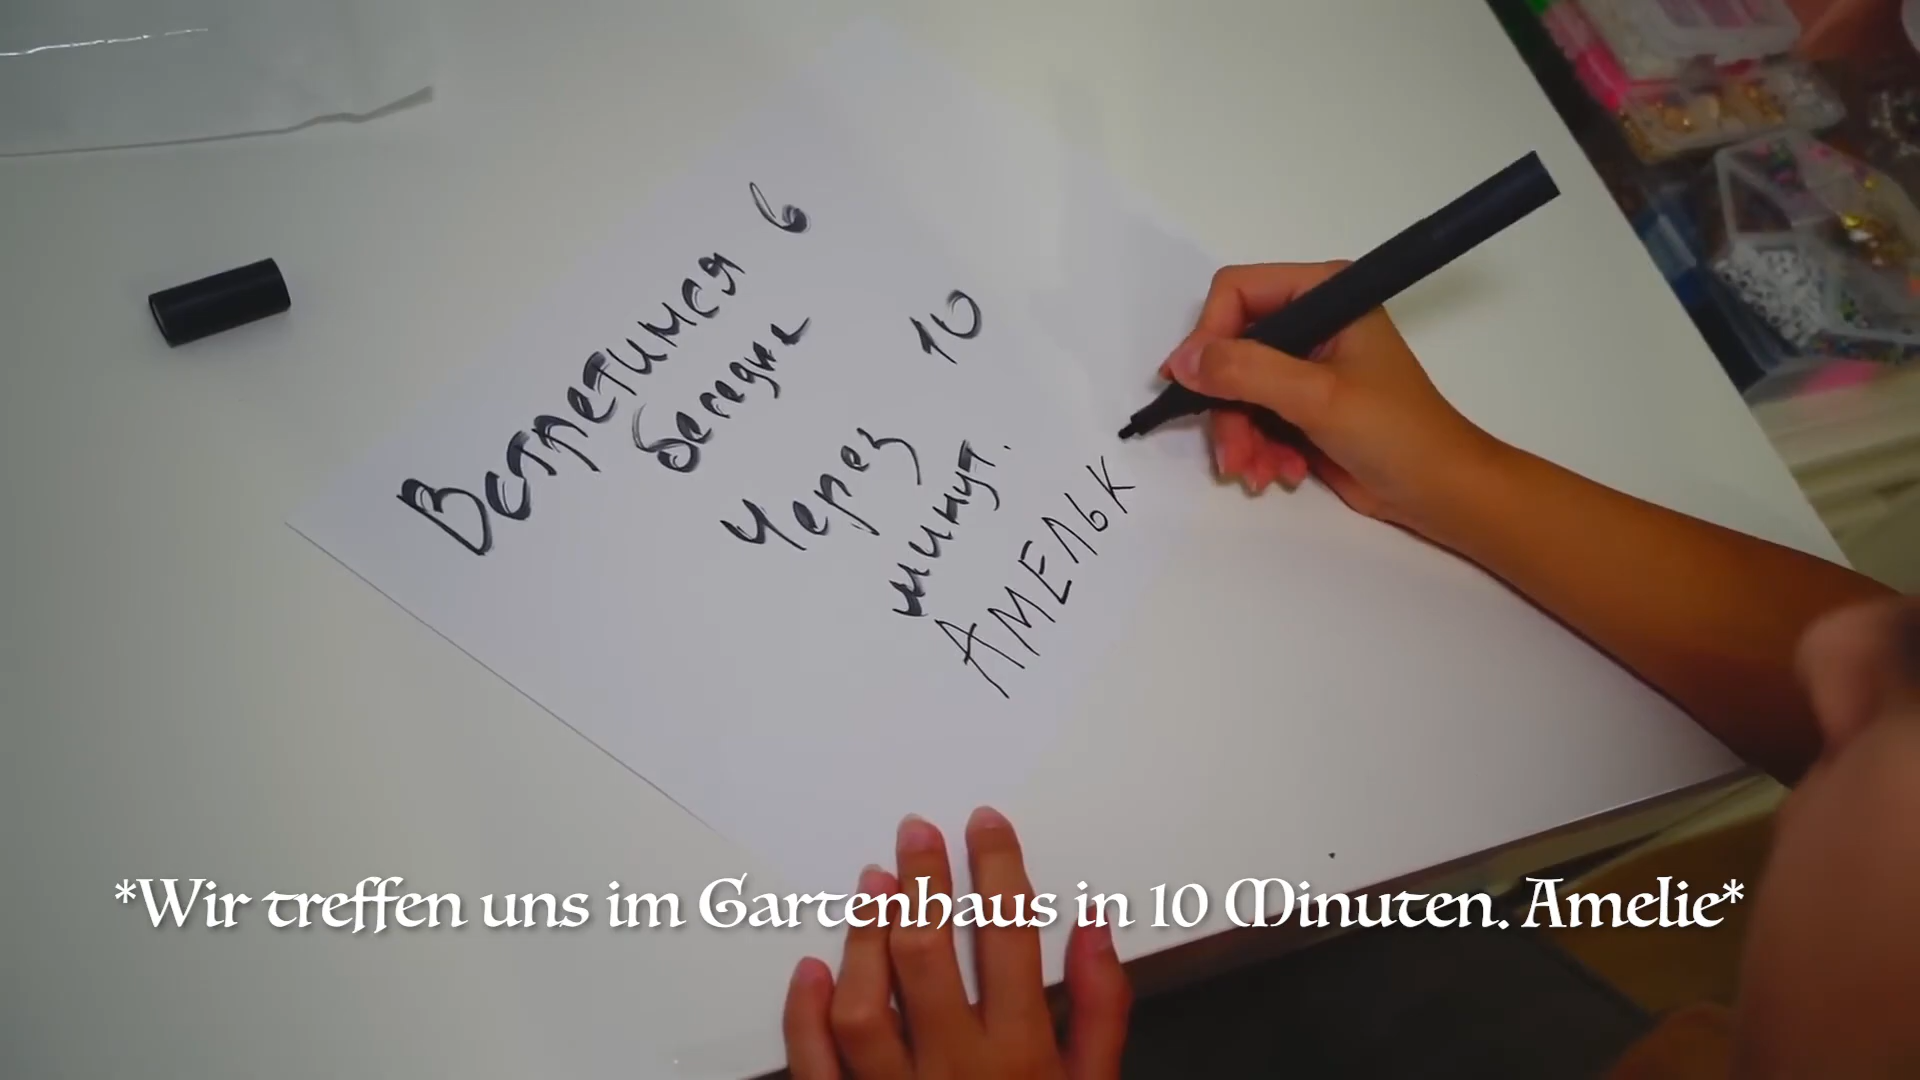 Встретимся в
беседке
через 10
минут.
АМЕЛЬК
*Wir treffen uns im Gartenhaus in 10 Minuten. Amelie*